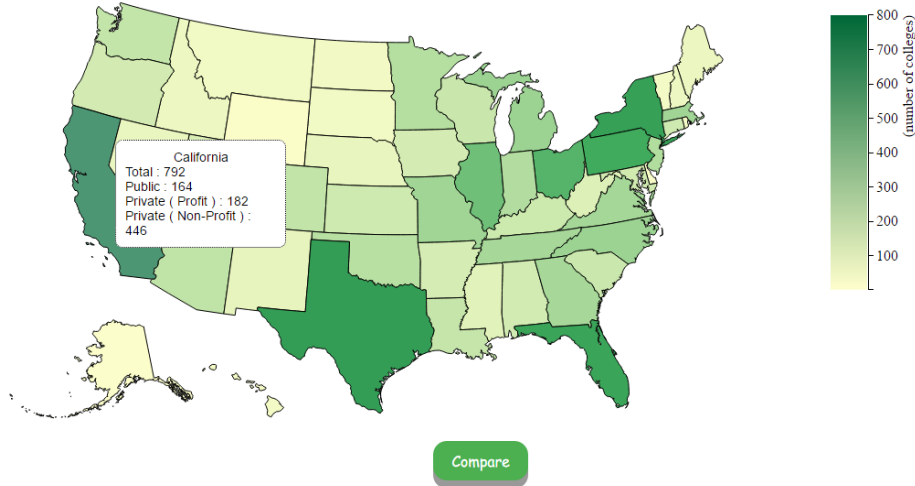 California
Total : 792
Public : 164
Private ( Profit ) : 182
Private ( Non-Profit ) :
446
800
700
600
500
400
300
200
100
(number of colleges)
Compare